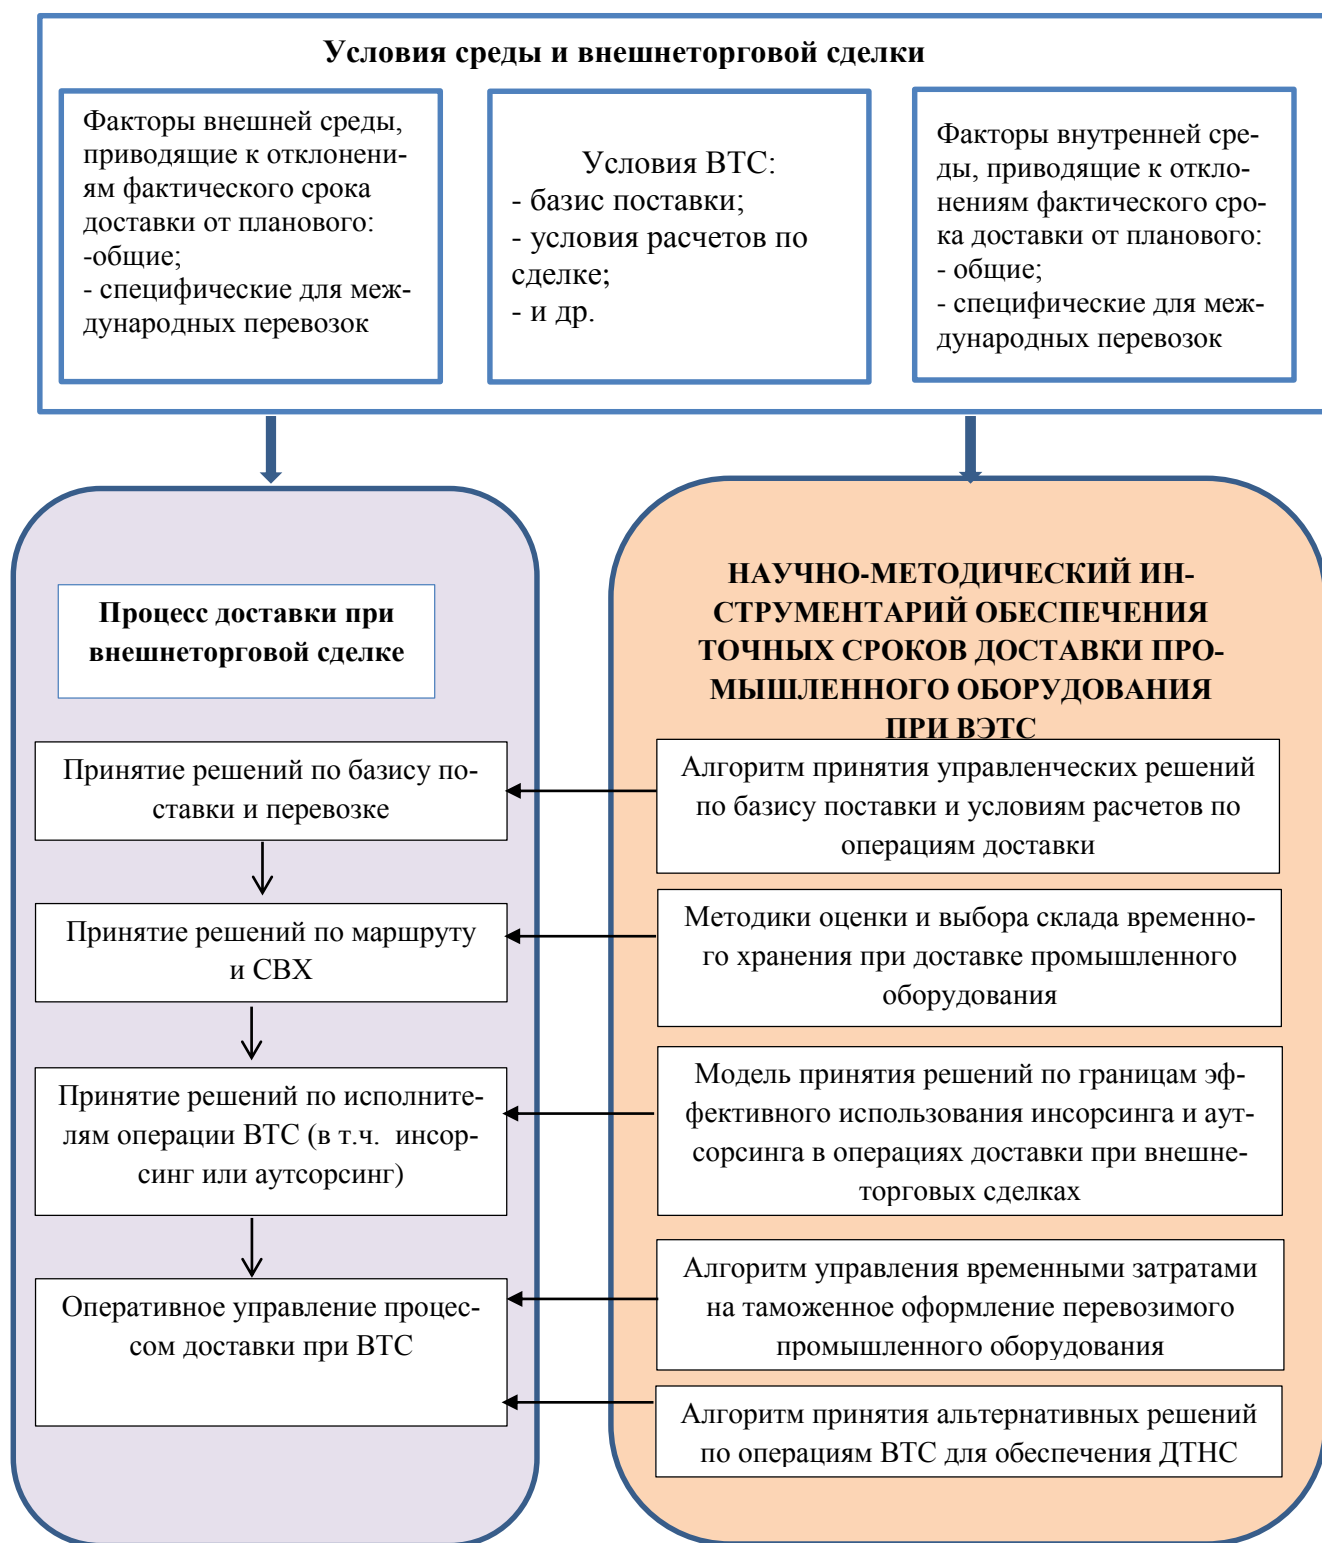 Условия среды и внешнеторговой сделки
Факторы внешней среды,
приводящие к отклонени-
ям фактического срока
доставки от планового:
-общие;
- специфические для меж-
дународных перевозок
Условия ВТС:
- базис поставки;
- условия расчетов по
сделке;
- и др.
Факторы внутренней сре-
ды, приводящие к откло-
нениям фактического сро-
ка доставки от планового:
- общие;
- специфические для меж-
дународных перевозок
Процесс доставки при
внешнеторговой сделке
Принятие решений по базису по-
ставки и перевозке
Принятие решений по маршруту
и СВХ
Принятие решений по исполните-
лям операции ВТС (в т.ч. инсор-
синг или аутсорсинг)
Оперативное управление процес-
сом доставки при ВТС
НАУЧНО-МЕТОДИЧЕСКИЙ ИН-
СТРУМЕНТАРИЙ ОБЕСПЕЧЕНИЯ
ТОЧНЫХ СРОКОВ ДОСТАВКИ ПРО-
МЫШЛЕННОГО ОБОРУДОВАНИЯ
ПРИ ВЭТС
Алгоритм принятия управленческих решений
по базису поставки и условиям расчетов по
операциям доставки
Методики оценки и выбора склада временно-
го хранения при доставке промышленного
оборудования
Модель принятия решений по границам эф-
фективного использования инсорсинга и аут-
сорсинга в операциях доставки при внешне-
торговых сделках
Алгоритм управления временными затратами
на таможенное оформление перевозимого
промышленного оборудования
Алгоритм принятия альтернативных решений
по операциям ВТС для обеспечения ДТНС